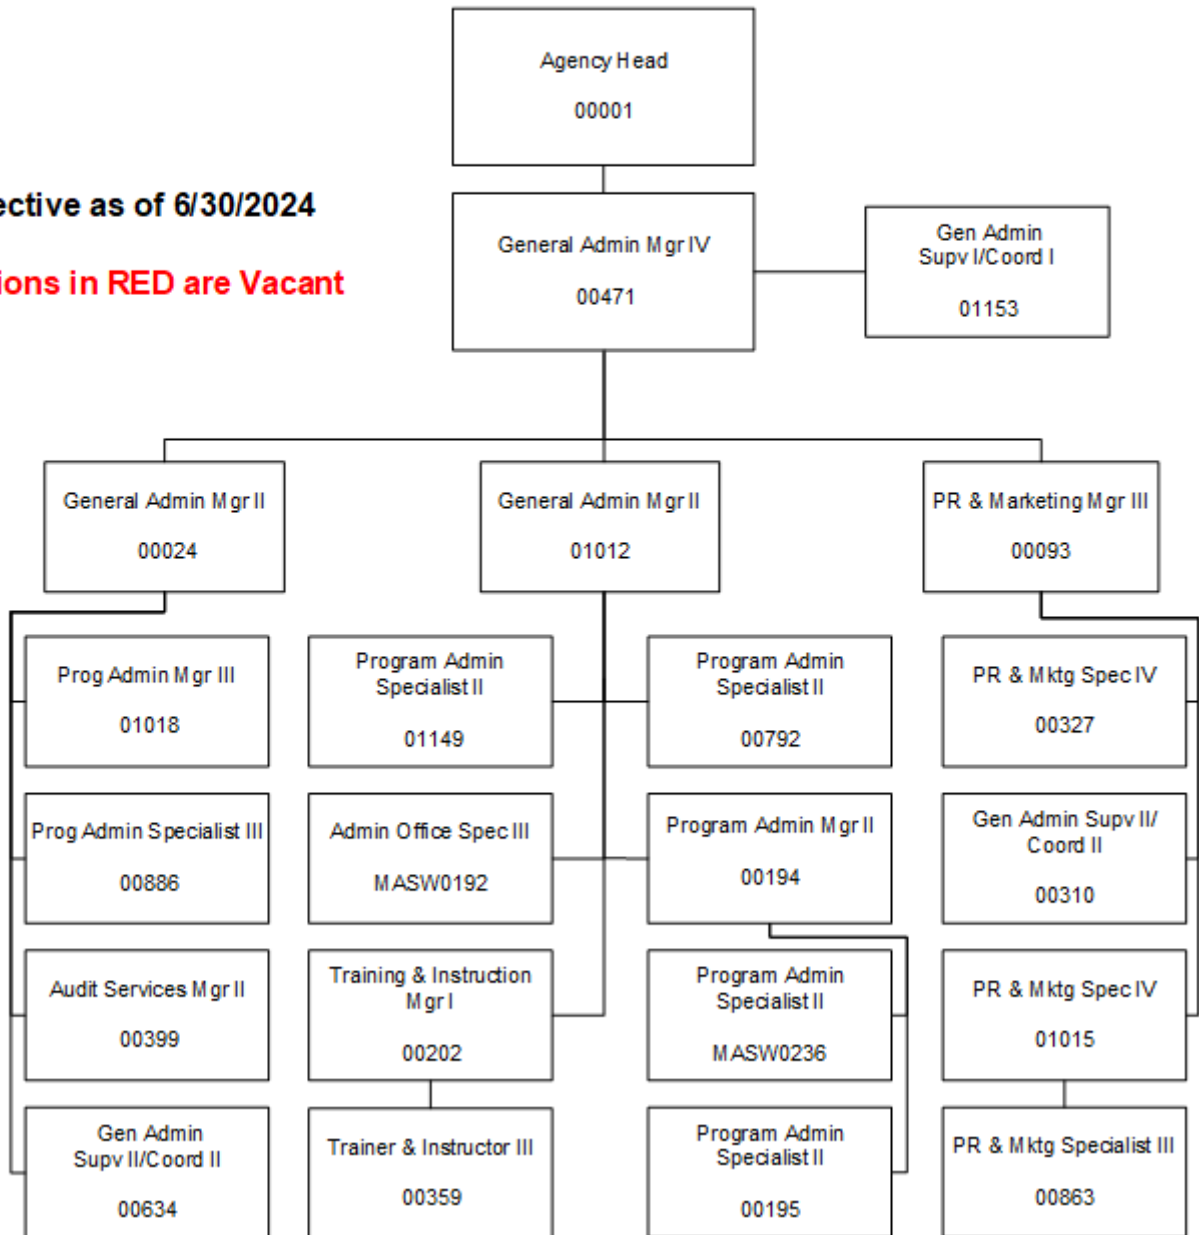 Agency Head
00001
ective as of 6/30/2024
ions in RED are Vacant
General Admin Mgr IV
00471
Gen Admin
Supv I/Coord I
01153
General Admin Mgr II
00024
General Admin Mgr II
01012
PR & Marketing Mgr III
00093
Prog Admin Mgr III
01018
Program Admin
Specialist II
01149
Program Admin
Specialist II
00792
PR & Mktg Spec IV
00327
Prog Admin Specialist III
00886
Admin Office Spec III
MASW0192
Program Admin Mgr II
00194
Gen Admin Supv II/
Coord II
00310
Audit Services Mgr II
00399
Training & Instruction
Mgr I
00202
Program Admin
Specialist II
MASW0236
PR & Mktg Spec IV
01015
Gen Admin
Supv II/Coord II
00634
Trainer & Instructor III
00359
Program Admin
Specialist II
00195
PR & Mktg Specialist III
00863